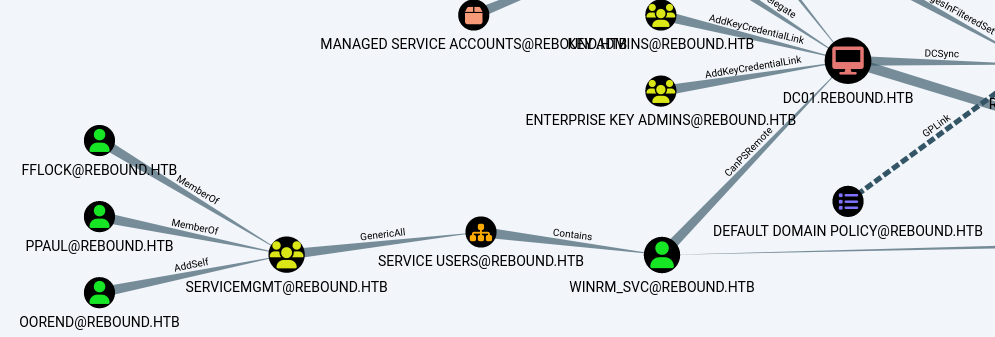 elegate
gesInFilteredSet
AddKeyCredentialLink
MANAGED SERVICE ACCOUNTS@REBOUND.HTB
KEY ADMINS@REBOUND.HTB
DCSync
AddKeyCredentialLink
DC01.REBOUND.HTB
ENTERPRISE KEY ADMINS@REBOUND.HTB
GPLink
CanPSRemote
FFLOCK@REBOUND.HTB
MemberOf
MemberOf
PPAUL@REBOUND.HTB
GenericAll
Contains
DEFAULT DOMAIN POLICY@REBOUND.HTB
SERVICE USERS@REBOUND.HTB
AddSelf
SERVICEMGMT@REBOUND.HTB
WINRM_SVC@REBOUND.HTB
OOREND@REBOUND.HTB